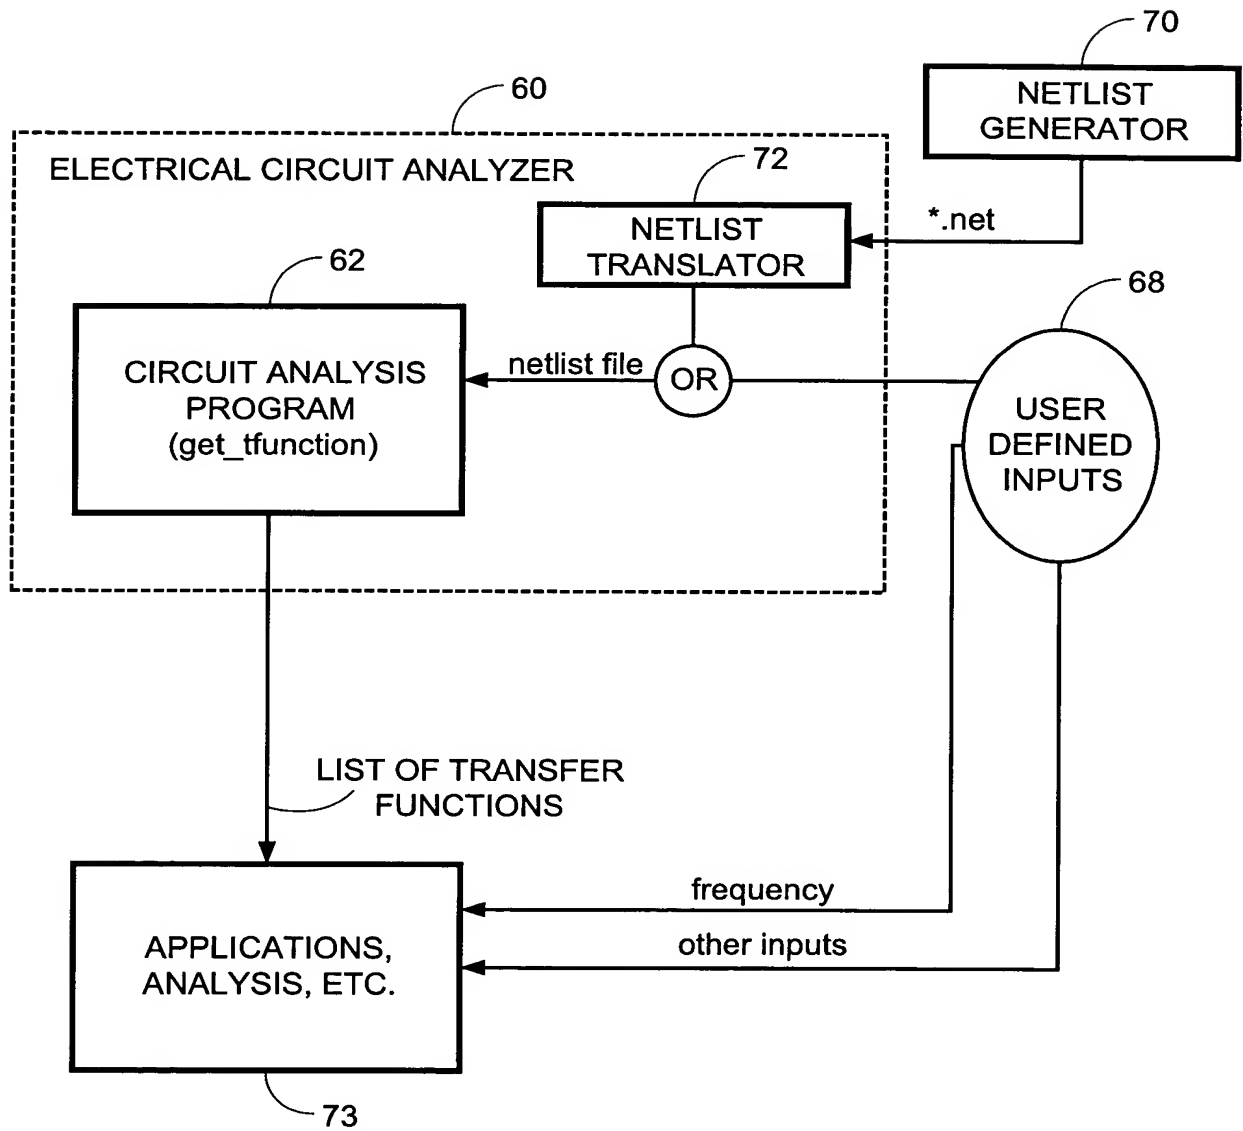 70
NETLIST
GENERATOR
60
ELECTRICAL CIRCUIT ANALYZER
72
NETLIST
TRANSLATOR
*.net
62
68
CIRCUIT ANALYSIS
PROGRAM
(get_tfunction)
netlist file
OR
USER
DEFINED
INPUTS
LIST OF TRANSFER
FUNCTIONS
frequency
other inputs
APPLICATIONS,
ANALYSIS, ETC.
73